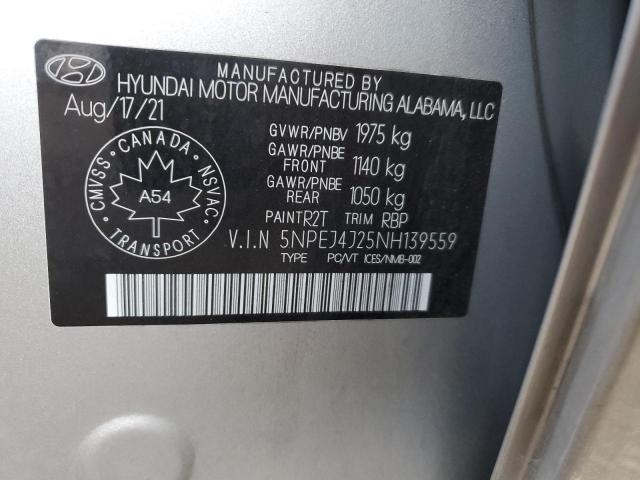 MANUFACTURED BY
HYUNDAI MOTOR MANUFACTURING ALABAMA, LLC
Aug/17/21
GVWR/PNBV 1975 kg
GAWR/PNBE FRONT 1140 kg
GAWR/PNBE REAR 1050 kg
PAINT R2T TRIM RBP
V.I.N 5NPEJ4J25NH139559
TYPE PC/VT ICES/NMB-002
CMVSS • CANADA • NSVAC
A54
TRANSPORT